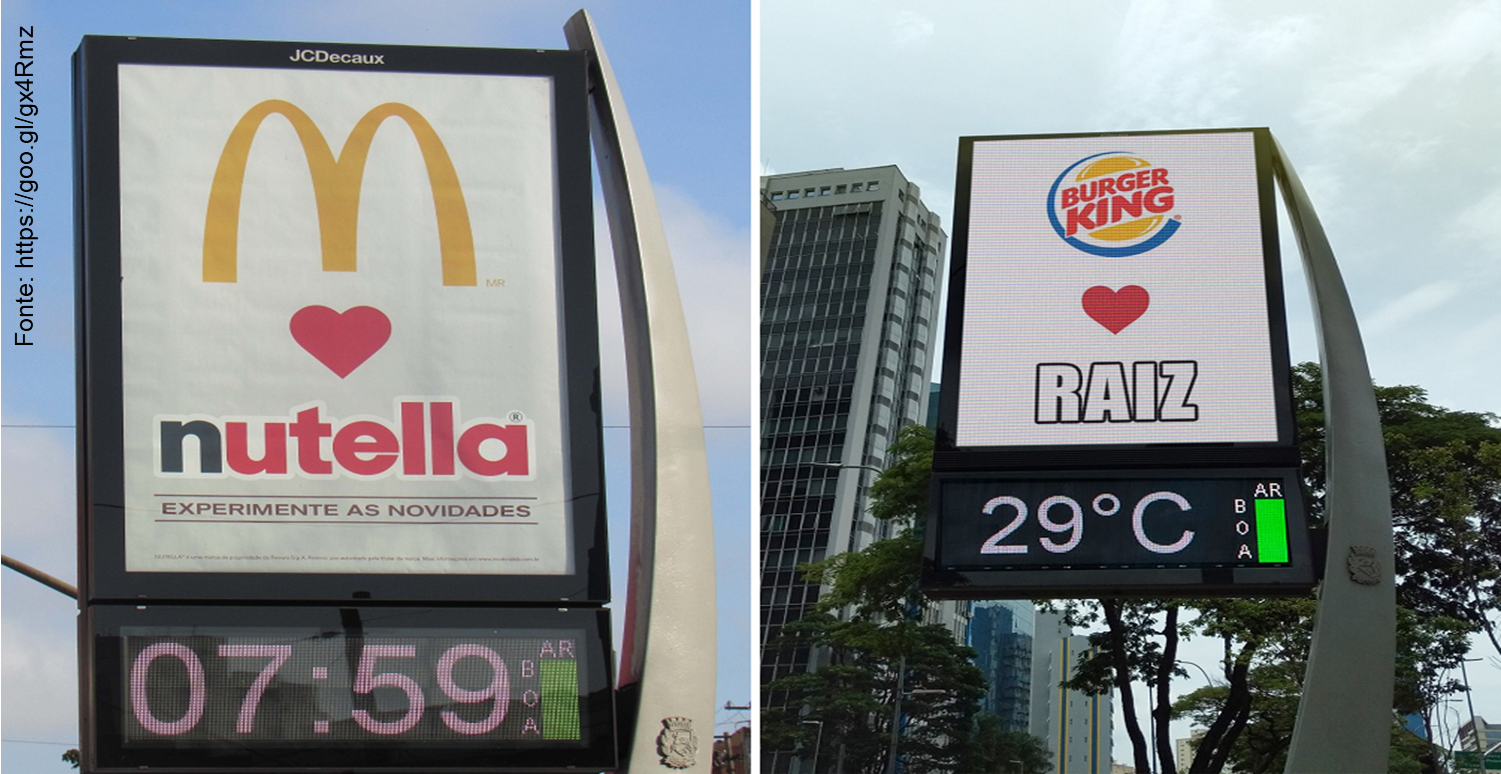 Fonte: https://goo.gl/gx4Rmz
JCDecaux
MR
nutella®
EXPERIMENTE AS NOVIDADES
07:59
AR
BOA
BURGER
KING®
RAIZ
29°C
AR
BOA